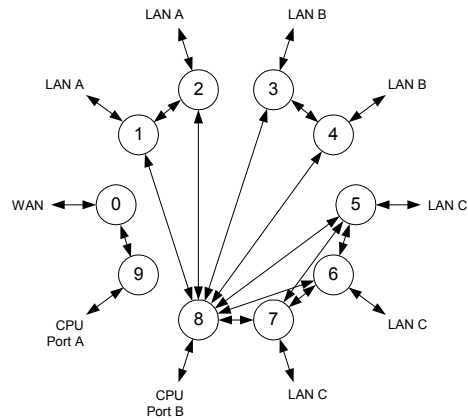 LAN A
LAN B
2
3
LAN A
LAN B
1
4
WAN
0
5
LAN C
9
6
8
7
LAN C
CPU
Port A
CPU
Port B
LAN C